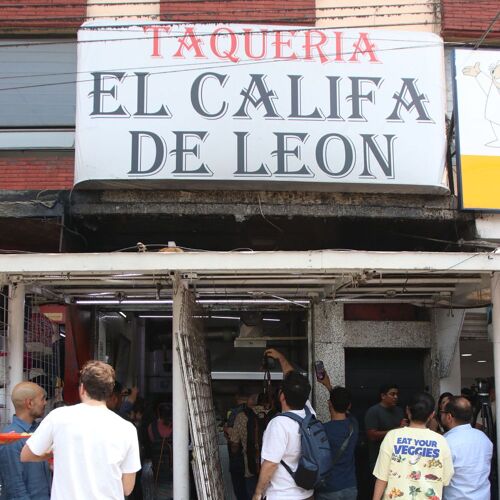 TAQUERIA
EL CALIFA
DE LEON
EAT YOUR
VEGGIES